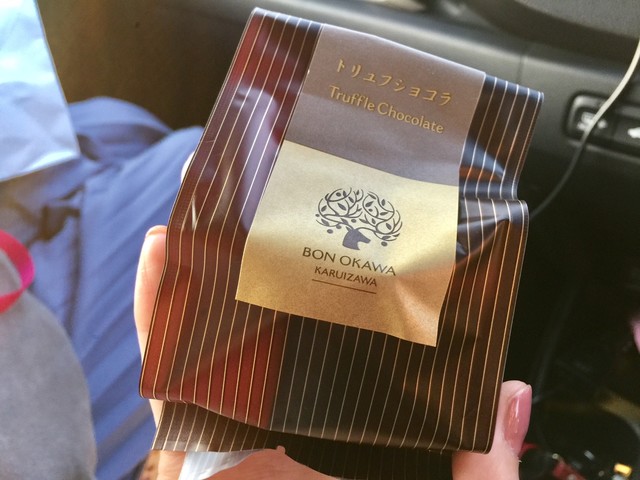 トリュフショコラ
Truffle Chocolate
BON OKAWA
KARUIZAWA